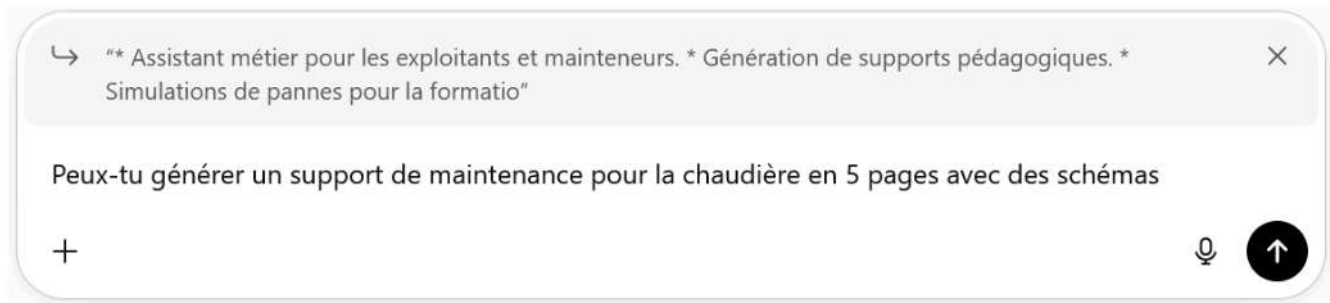 “* Assistant métier pour les exploitants et mainteneurs. * Génération de supports pédagogiques. *
Simulations de pannes pour la formatio”
Peux-tu générer un support de maintenance pour la chaudière en 5 pages avec des schémas